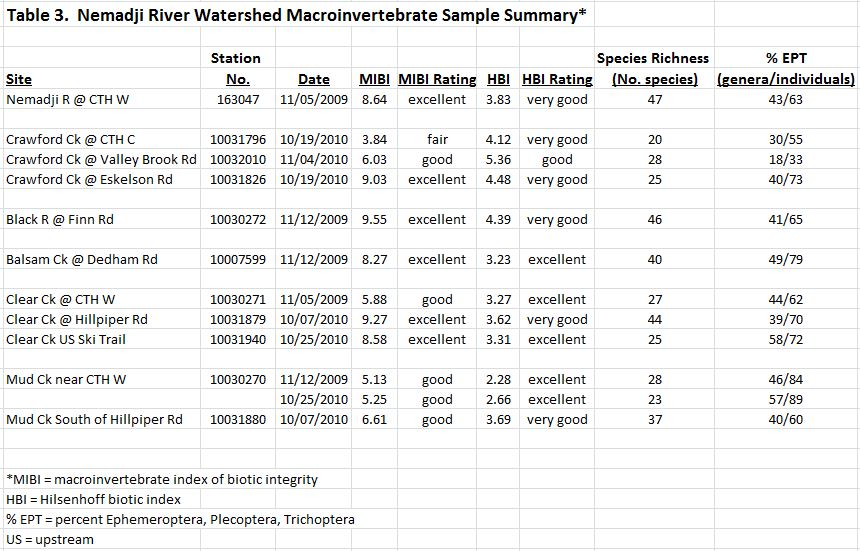 Table 3.  Nemadji River Watershed Macroinvertebrate Sample Summary*
Station Species Richness % EPT
Site No. Date MIBI MIBI Rating HBI HBI Rating (No. species) (genera/individuals)
Nemadji R @ CTH W 163047 11/05/2009 8.64 excellent 3.83 very good 47 43/63
Crawford Ck @ CTH C 10031796 10/19/2010 3.84 fair 4.12 very good 20 30/55
Crawford Ck @ Valley Brook Rd 10032010 11/04/2010 6.03 good 5.36 good 28 18/33
Crawford Ck @ Eskelson Rd 10031826 10/19/2010 9.03 excellent 4.48 very good 25 40/73
Black R @ Finn Rd 10030272 11/12/2009 9.55 excellent 4.39 very good 46 41/65
Balsam Ck @ Dedham Rd 10007599 11/12/2009 8.27 excellent 3.23 excellent 40 49/79
Clear Ck @ CTH W 10030271 11/05/2009 5.88 good 3.27 excellent 27 44/62
Clear Ck @ Hillpiper Rd 10031879 10/07/2010 9.27 excellent 3.62 very good 44 39/70
Clear Ck US Ski Trail 10031940 10/25/2010 8.58 excellent 3.31 excellent 25 58/72
Mud Ck near CTH W 10030270 11/12/2009 5.13 good 2.28 excellent 28 46/84
10/25/2010 5.25 good 2.66 excellent 23 57/89
Mud Ck South of Hillpiper Rd 10031880 10/07/2010 6.61 good 3.69 very good 37 40/60
*MIBI = macroinvertebrate index of biotic integrity
HBI = Hilsenhoff biotic index
% EPT = percent Ephemeroptera, Plecoptera, Trichoptera
US = upstream